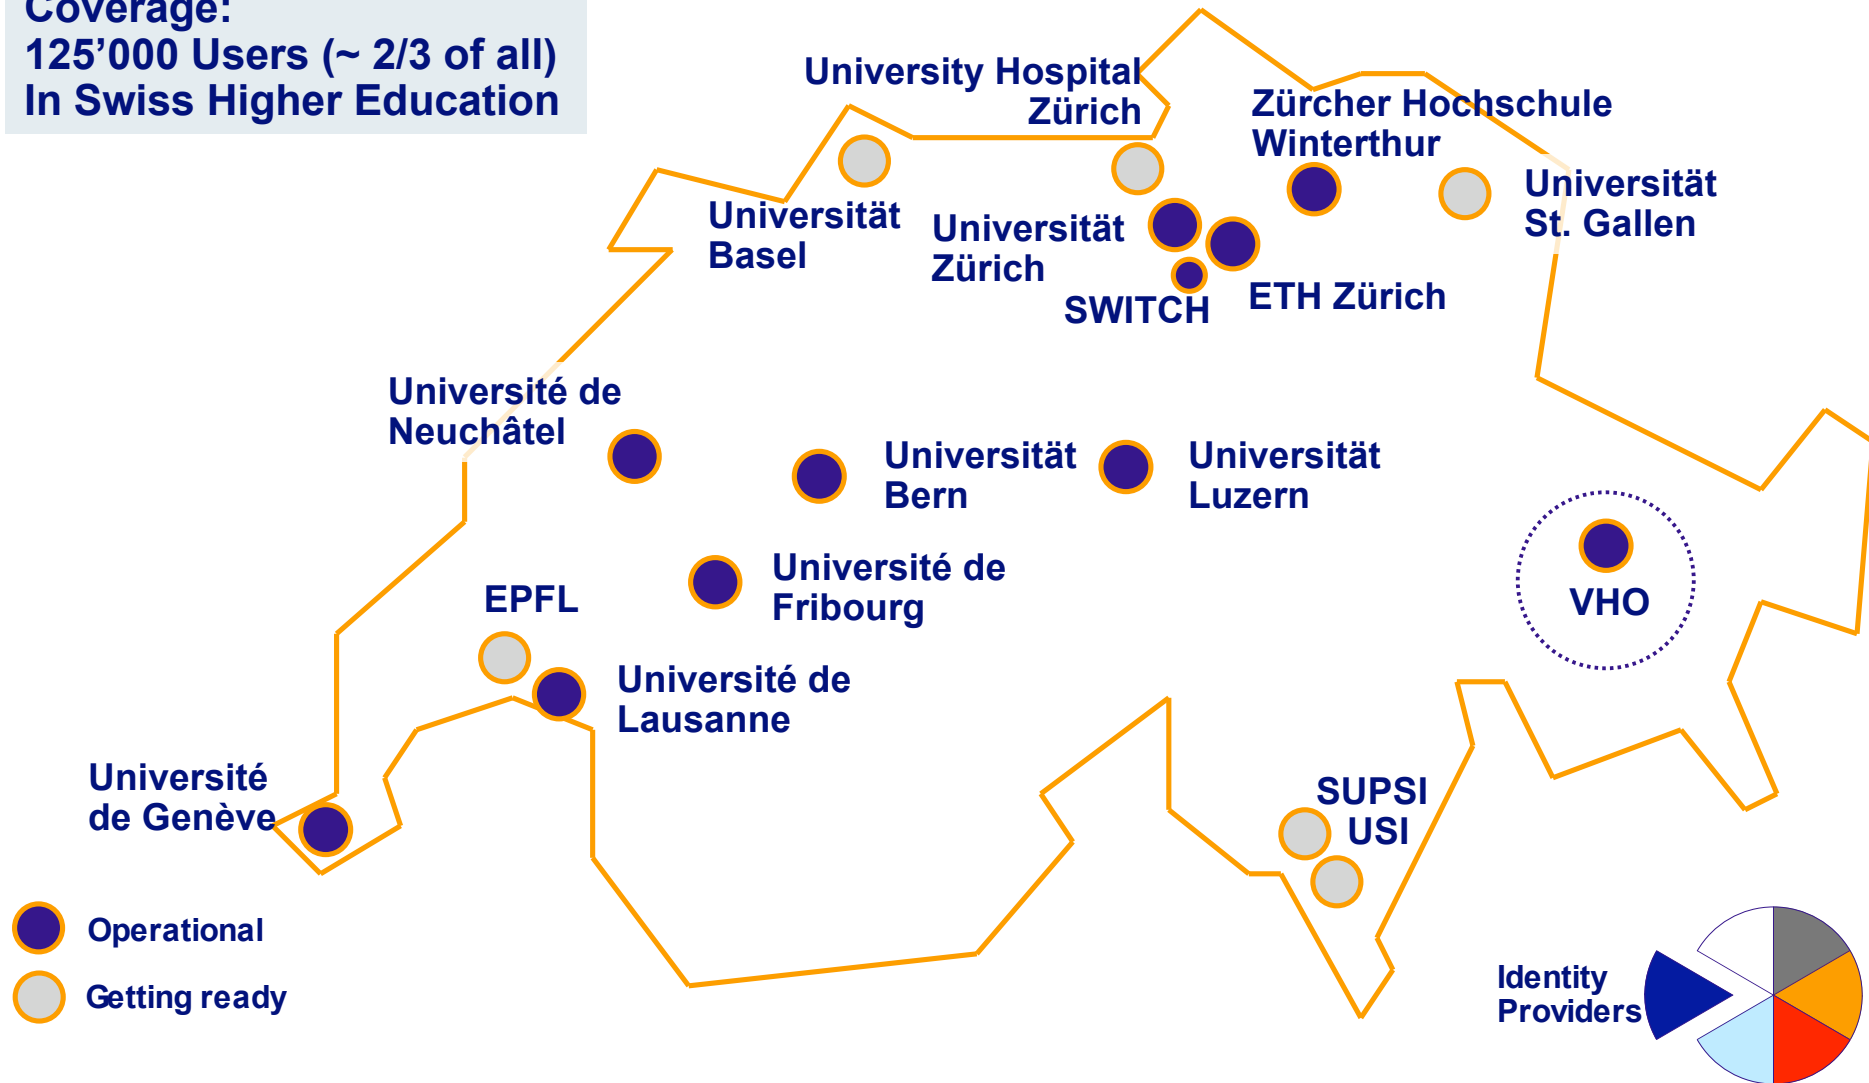 Coverage:
125’000 Users (~ 2/3 of all)
In Swiss Higher Education
University Hospital
Zürich
Zürcher Hochschule
Winterthur
Universität
St. Gallen
Universität
Basel
Universität
Zürich
SWITCH
ETH Zürich
Université de
Neuchâtel
Universität
Bern
Universität
Luzern
Université de
Fribourg
VHO
EPFL
Université de
Lausanne
Université
de Genève
SUPSI
USI
Operational
Getting ready
Identity
Providers